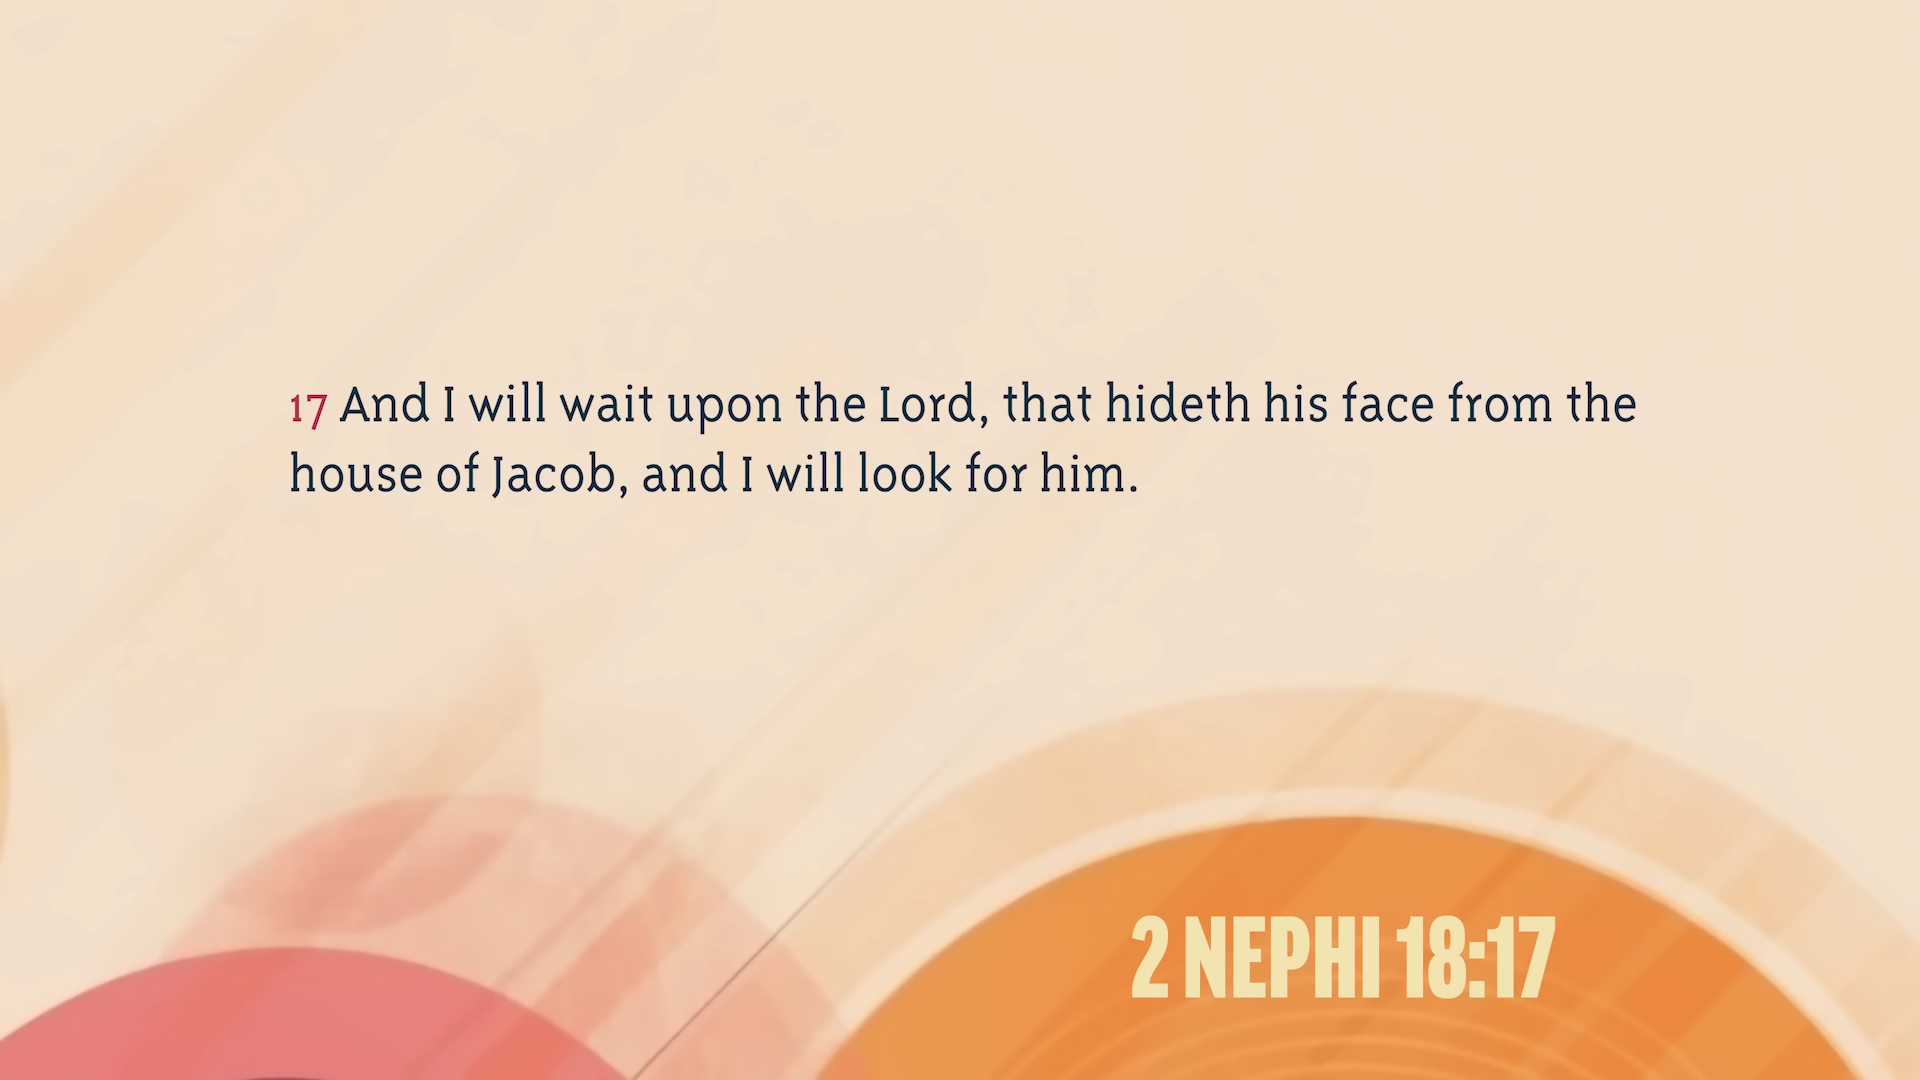 17 And I will wait upon the Lord, that hideth his face from the
house of Jacob, and I will look for him.
2 NEPHI 18:17